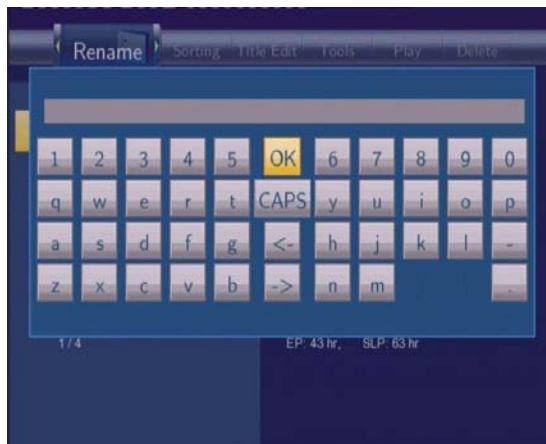 Rename Sorting Title Edit Tools Play Delete
1 2 3 4 5 OK 6 7 8 9 0
q w e r t CAPS y u i o p
a s d f g <- h j k l -
z x c v b -> n m .
1 / 4 EP: 43 hr, SLP: 63 hr